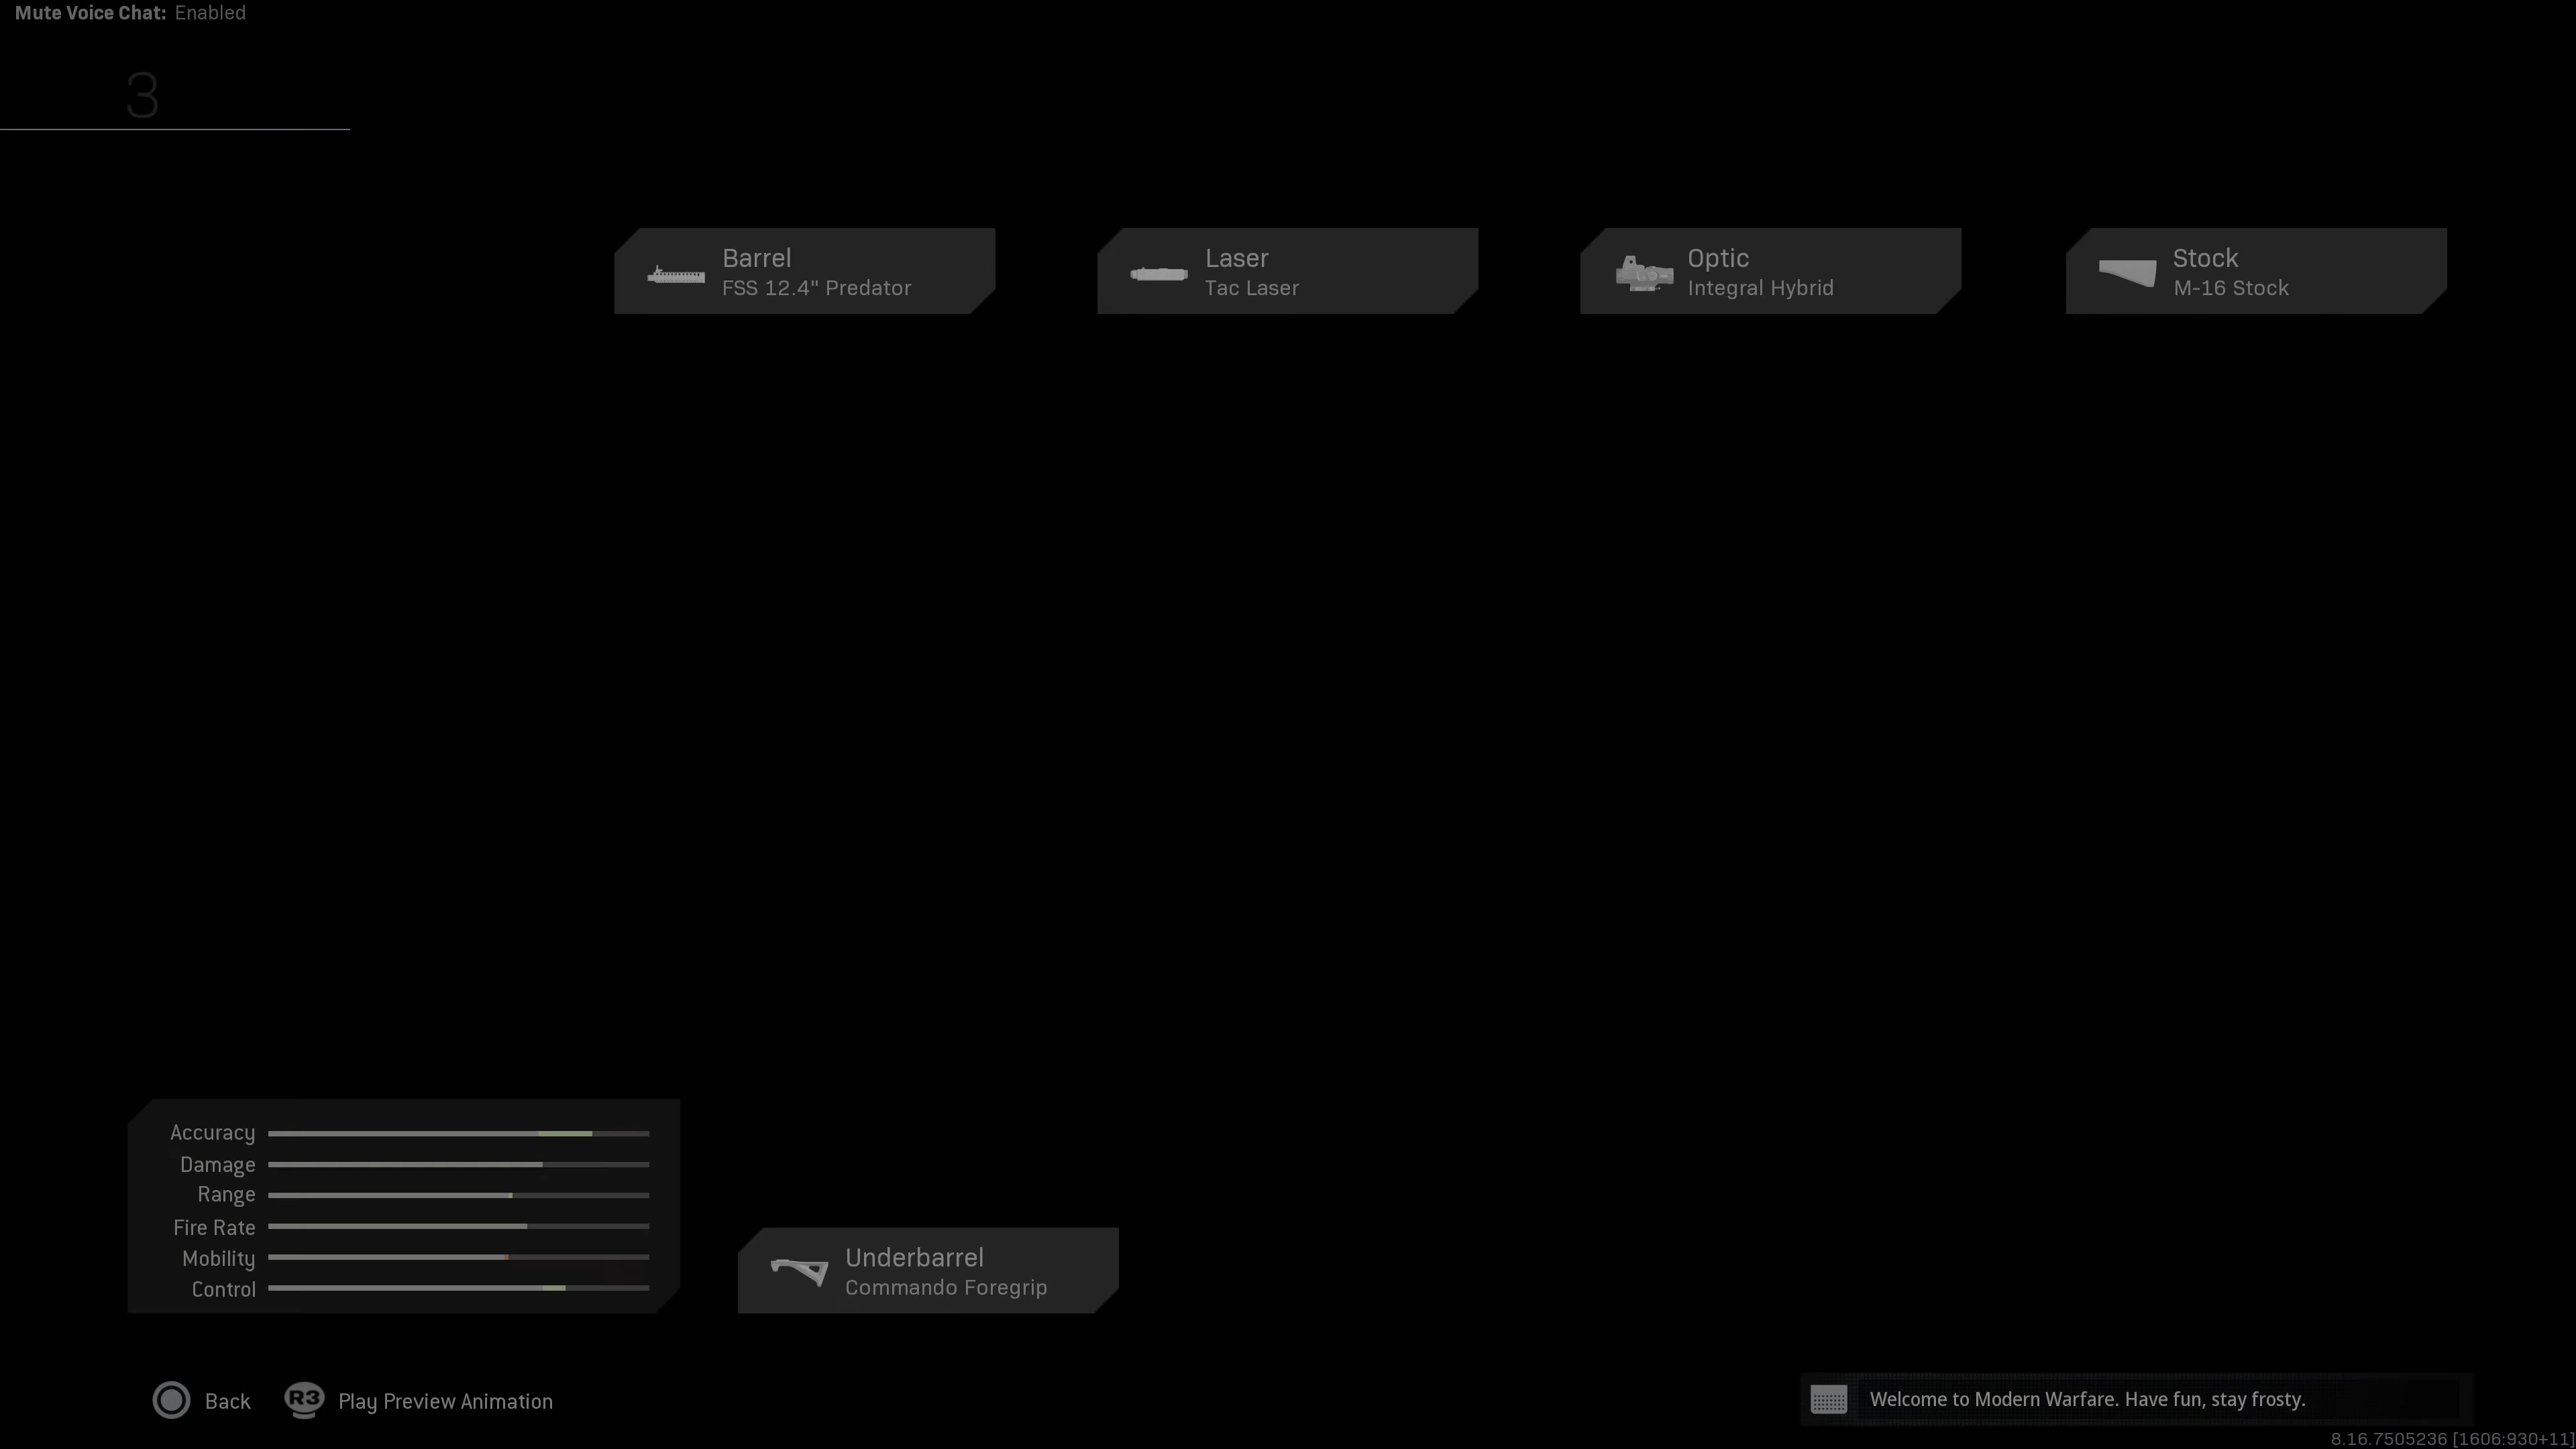 Mute Voice Chat: Enabled
3
Barrel
FSS 12.4" Predator
Laser
Tac Laser
Optic
Integral Hybrid
Stock
M-16 Stock
Accuracy
Damage
Range
Fire Rate
Mobility
Control
Underbarrel
Commando Foregrip
Back
R3 Play Preview Animation
Welcome to Modern Warfare. Have fun, stay frosty.
8.16.7505236 [1606:930+11]